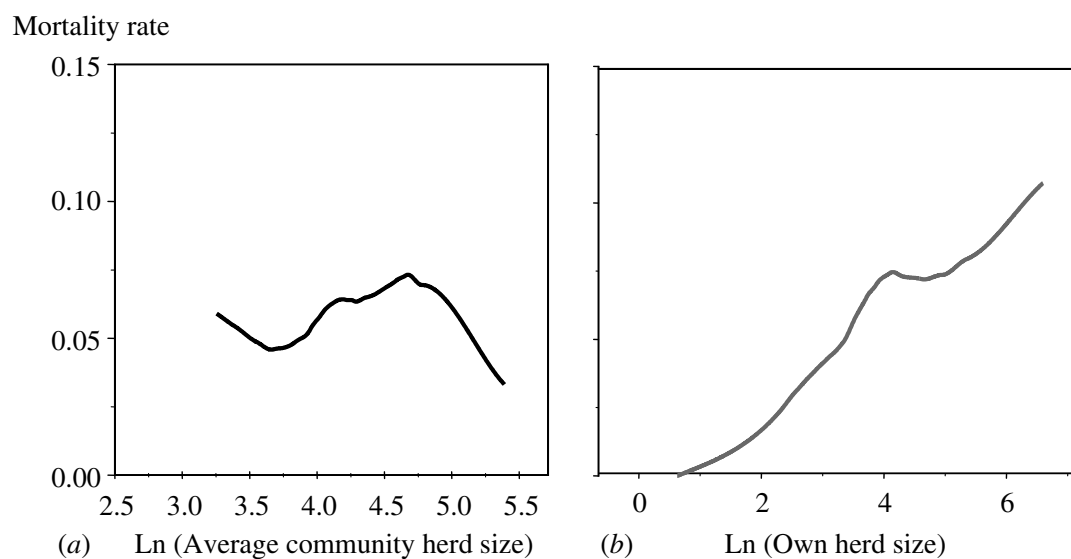 Mortality rate
0.15
0.10
0.05
0.00
2.5 3.0 3.5 4.0 4.5 5.0 5.5
(a) Ln (Average community herd size)
0 2 4 6
(b) Ln (Own herd size)